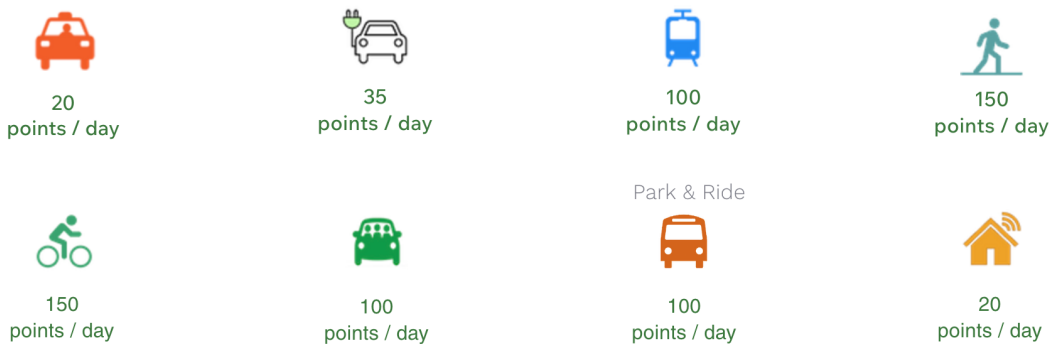 20
points / day
35
points / day
100
points / day
150
points / day
150
points / day
100
points / day
Park & Ride
100
points / day
20
points / day